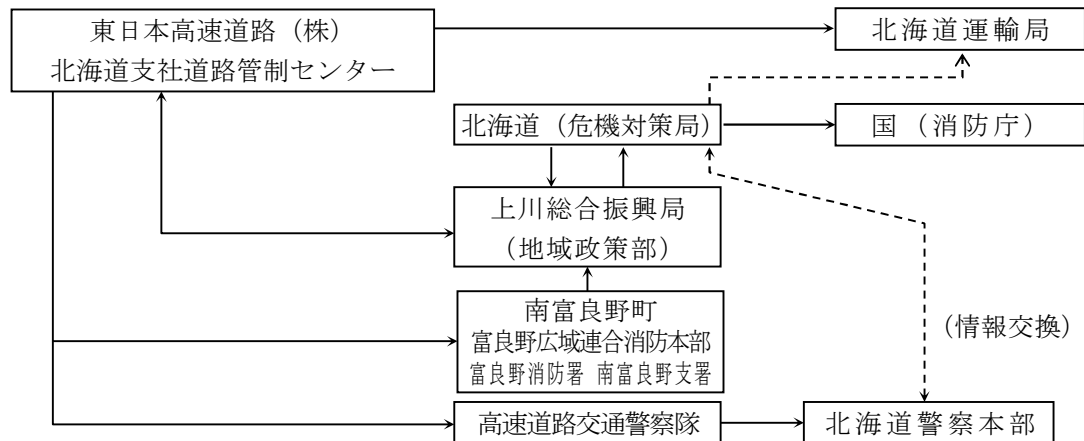 東日本高速道路（株）
北海道支社道路管制センター
北海道運輸局
北海道（危機対策局）
国（消防庁）
上川総合振興局
（地域政策部）
南富良野町
富良野広域連合消防本部
富良野消防署 南富良野支署
（情報交換）
高速道路交通警察隊
北海道警察本部